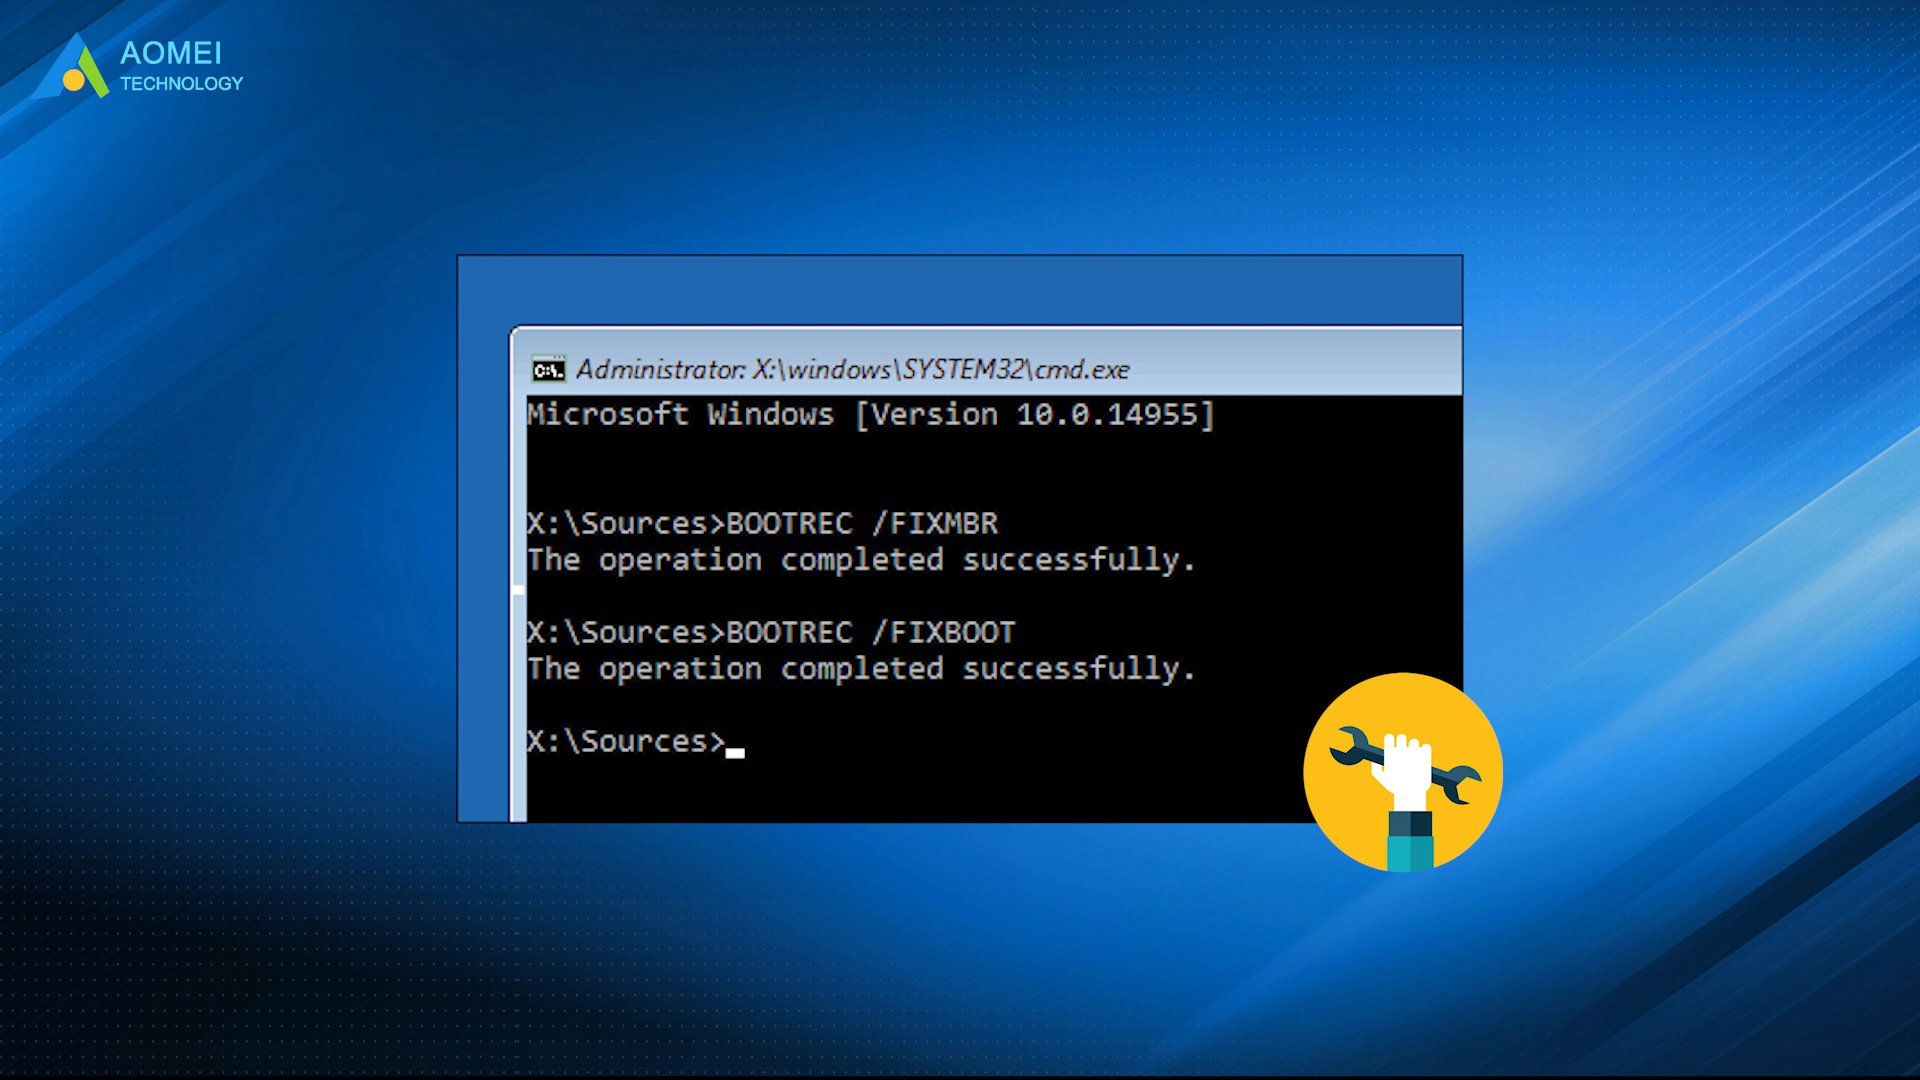 AOMEI
TECHNOLOGY
C:\.
Administrator: X:\windows\SYSTEM32\cmd.exe
Microsoft Windows [Version 10.0.14955]
X:\Sources>BOOTREC /FIXMBR
The operation completed successfully.
X:\Sources>BOOTREC /FIXBOOT
The operation completed successfully.
X:\Sources>_